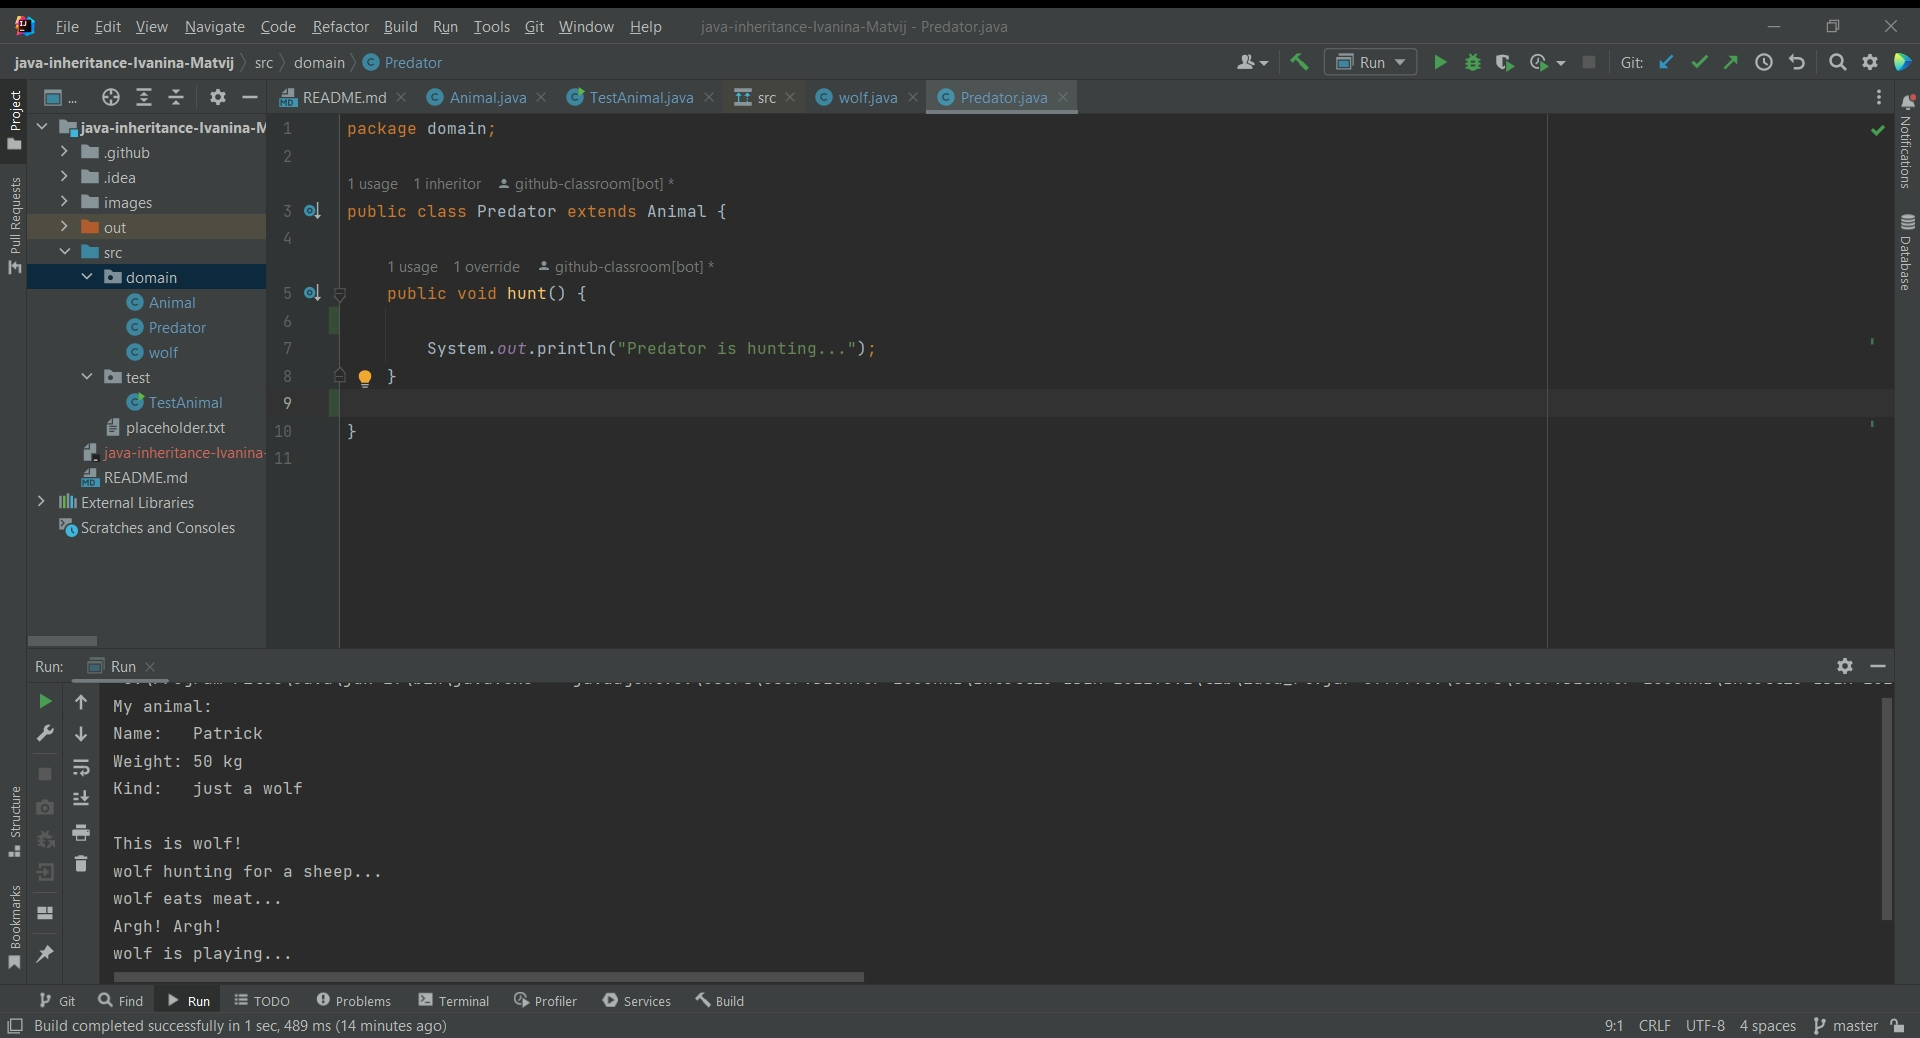 File Edit View Navigate Code Refactor Build Run Tools Git Window Help java-inheritance-Ivanina-Matvij - Predator.java
java-inheritance-Ivanina-Matvij src domain Predator Run Git:
Project
Pull Requests
Structure
Bookmarks
...
java-inheritance-Ivanina-M
.github
.idea
images
out
src
domain
Animal
Predator
wolf
test
TestAnimal
placeholder.txt
java-inheritance-Ivanina-
README.md
External Libraries
Scratches and Consoles
README.md Animal.java TestAnimal.java src wolf.java Predator.java
1 package domain;
2
1 usage 1 inheritor github-classroom[bot] *
3 public class Predator extends Animal {
4
1 usage 1 override github-classroom[bot] *
5 public void hunt() {
6
7 System.out.println("Predator is hunting...");
8 }
9
10 }
11
Notifications
Database
Run: Run
My animal:
Name: Patrick
Weight: 50 kg
Kind: just a wolf
This is wolf!
wolf hunting for a sheep...
wolf eats meat...
Argh! Argh!
wolf is playing...
Git Find Run TODO Problems Terminal Profiler Services Build
Build completed successfully in 1 sec, 489 ms (14 minutes ago) 9:1 CRLF UTF-8 4 spaces master